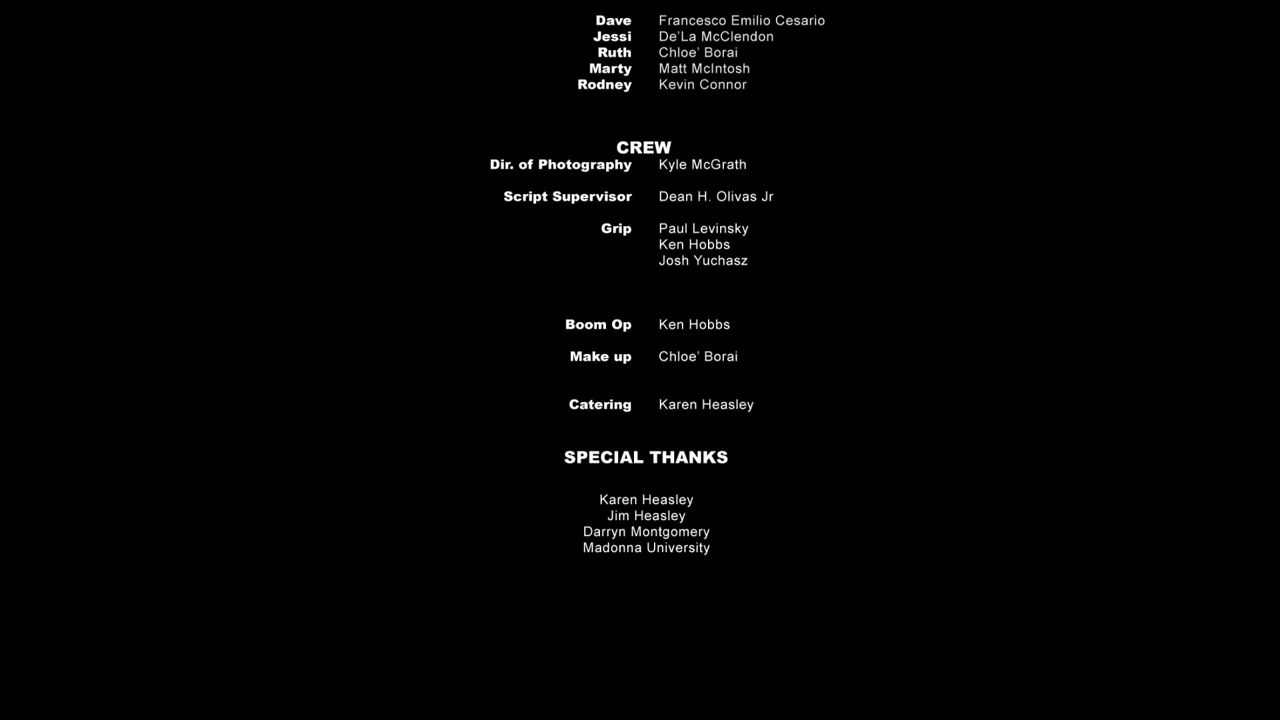 Dave Francesco Emilio Cesario
Jessi De'La McClendon
Ruth Chloe' Borai
Marty Matt McIntosh
Rodney Kevin Connor
CREW
Dir. of Photography Kyle McGrath
Script Supervisor Dean H. Olivas Jr
Grip Paul Levinsky
Ken Hobbs
Josh Yuchasz
Boom Op Ken Hobbs
Make up Chloe' Borai
Catering Karen Heasley
SPECIAL THANKS
Karen Heasley
Jim Heasley
Darryn Montgomery
Madonna University